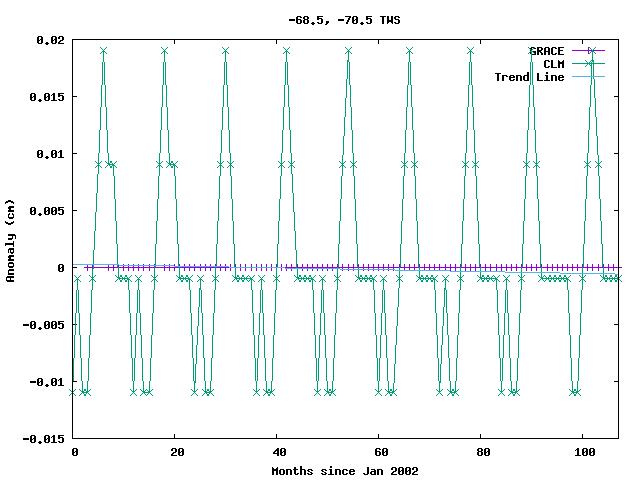 -68.5, -70.5 TWS
GRACE
CLM
Trend Line
0.02
0.015
0.01
0.005
0
-0.005
-0.01
-0.015
Anomaly (cm)
0 20 40 60 80 100
Months since Jan 2002